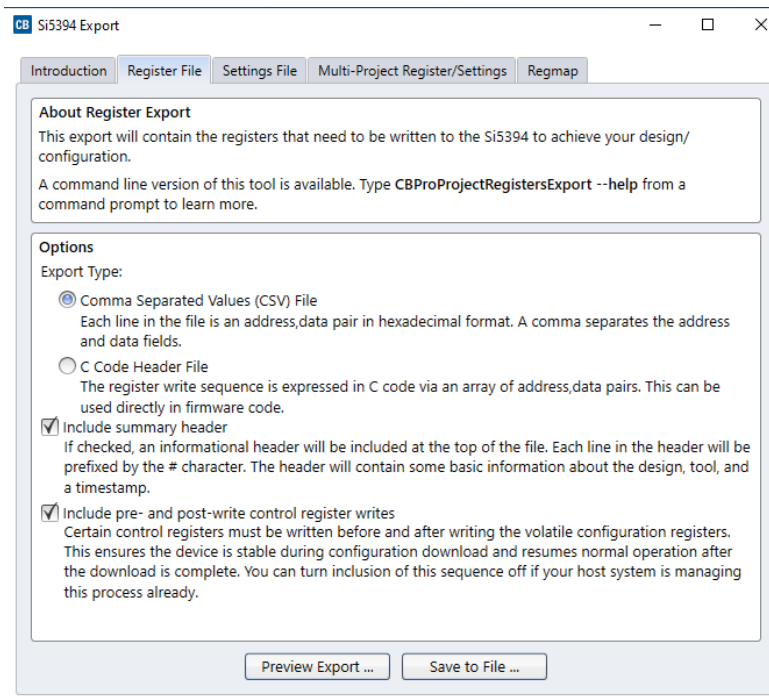 CB Si5394 Export
Introduction Register File Settings File Multi-Project Register/Settings Regmap
About Register Export
This export will contain the registers that need to be written to the Si5394 to achieve your design/
configuration.
A command line version of this tool is available. Type CBProProjectRegistersExport --help from a
command prompt to learn more.
Options
Export Type:
Comma Separated Values (CSV) File
Each line in the file is an address,data pair in hexadecimal format. A comma separates the address
and data fields.
C Code Header File
The register write sequence is expressed in C code via an array of address,data pairs. This can be
used directly in firmware code.
Include summary header
If checked, an informational header will be included at the top of the file. Each line in the header will be
prefixed by the # character. The header will contain some basic information about the design, tool, and
a timestamp.
Include pre- and post-write control register writes
Certain control registers must be written before and after writing the volatile configuration registers.
This ensures the device is stable during configuration download and resumes normal operation after
the download is complete. You can turn inclusion of this sequence off if your host system is managing
this process already.
Preview Export ... Save to File ...